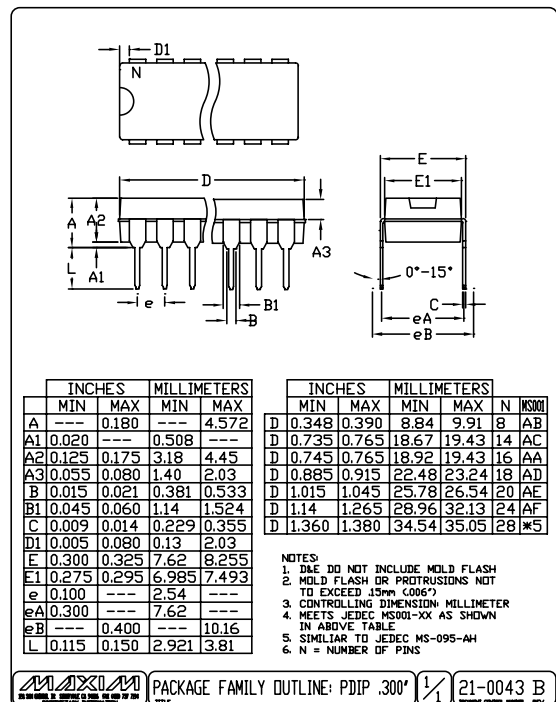 D1
N
D
E
E1
A
A2
A3
L
A1
0°-15°
e
B1
B
C
eA
eB
INCHES MILLIMETERS
MIN MAX MIN MAX
A --- 0.180 --- 4.572
A1 0.020 --- 0.508 ---
A2 0.125 0.175 3.18 4.45
A3 0.055 0.080 1.40 2.03
B 0.015 0.021 0.381 0.533
B1 0.045 0.060 1.14 1.524
C 0.009 0.014 0.229 0.355
D1 0.005 0.080 0.13 2.03
E 0.300 0.325 7.62 8.255
E1 0.275 0.295 6.985 7.493
e 0.100 --- 2.54 ---
eA 0.300 --- 7.62 ---
eB --- 0.400 --- 10.16
L 0.115 0.150 2.921 3.81
INCHES MILLIMETERS
MIN MAX MIN MAX N MS001
D 0.348 0.390 8.84 9.91 8 AB
D 0.735 0.765 18.67 19.43 14 AC
D 0.745 0.765 18.92 19.43 16 AA
D 0.885 0.915 22.48 23.24 18 AD
D 1.015 1.045 25.78 26.54 20 AE
D 1.14 1.265 28.96 32.13 24 AF
D 1.360 1.380 34.54 35.05 28 *5
NOTES:
1. D&E DO NOT INCLUDE MOLD FLASH
2. MOLD FLASH OR PROTRUSIONS NOT
TO EXCEED .15mm (.006")
3. CONTROLLING DIMENSION: MILLIMETER
4. MEETS JEDEC MS001-XX AS SHOWN
IN ABOVE TABLE
5. SIMILIAR TO JEDEC MS-095-AH
6. N = NUMBER OF PINS
MAXIM
PACKAGE FAMILY OUTLINE: PDIP .300"
1/1
21-0043 B
TITLE